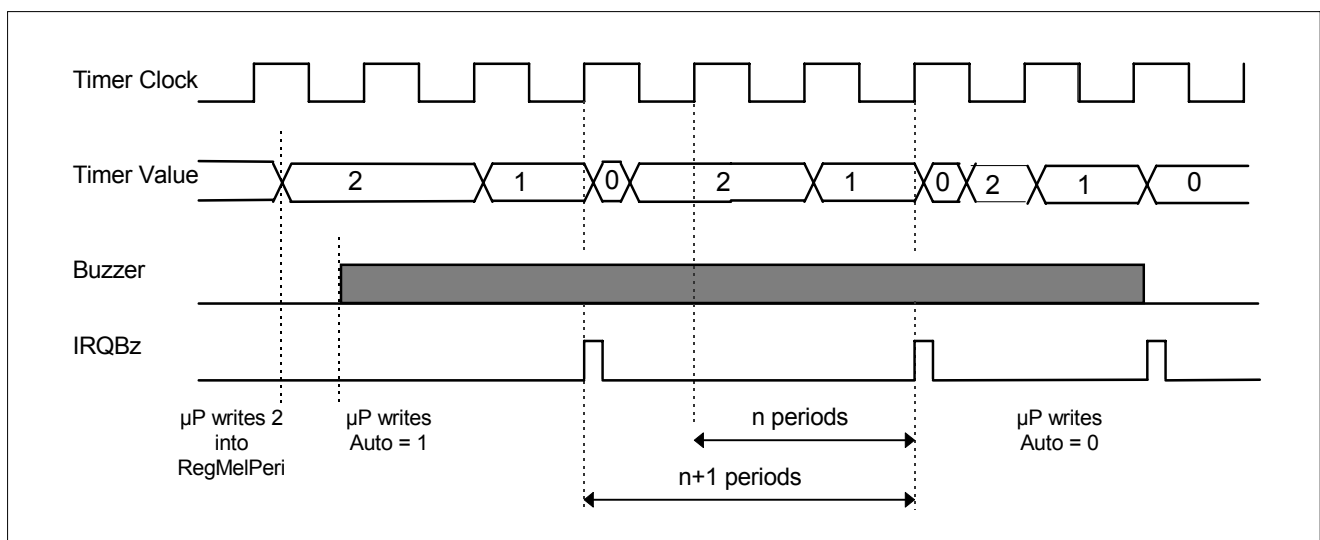 Timer Clock
Timer Value
2 1 0 2 1 0 2 1 0
Buzzer
IRQBz
µP writes 2
into
RegMelPeri
µP writes
Auto = 1
n periods
n+1 periods
µP writes
Auto = 0